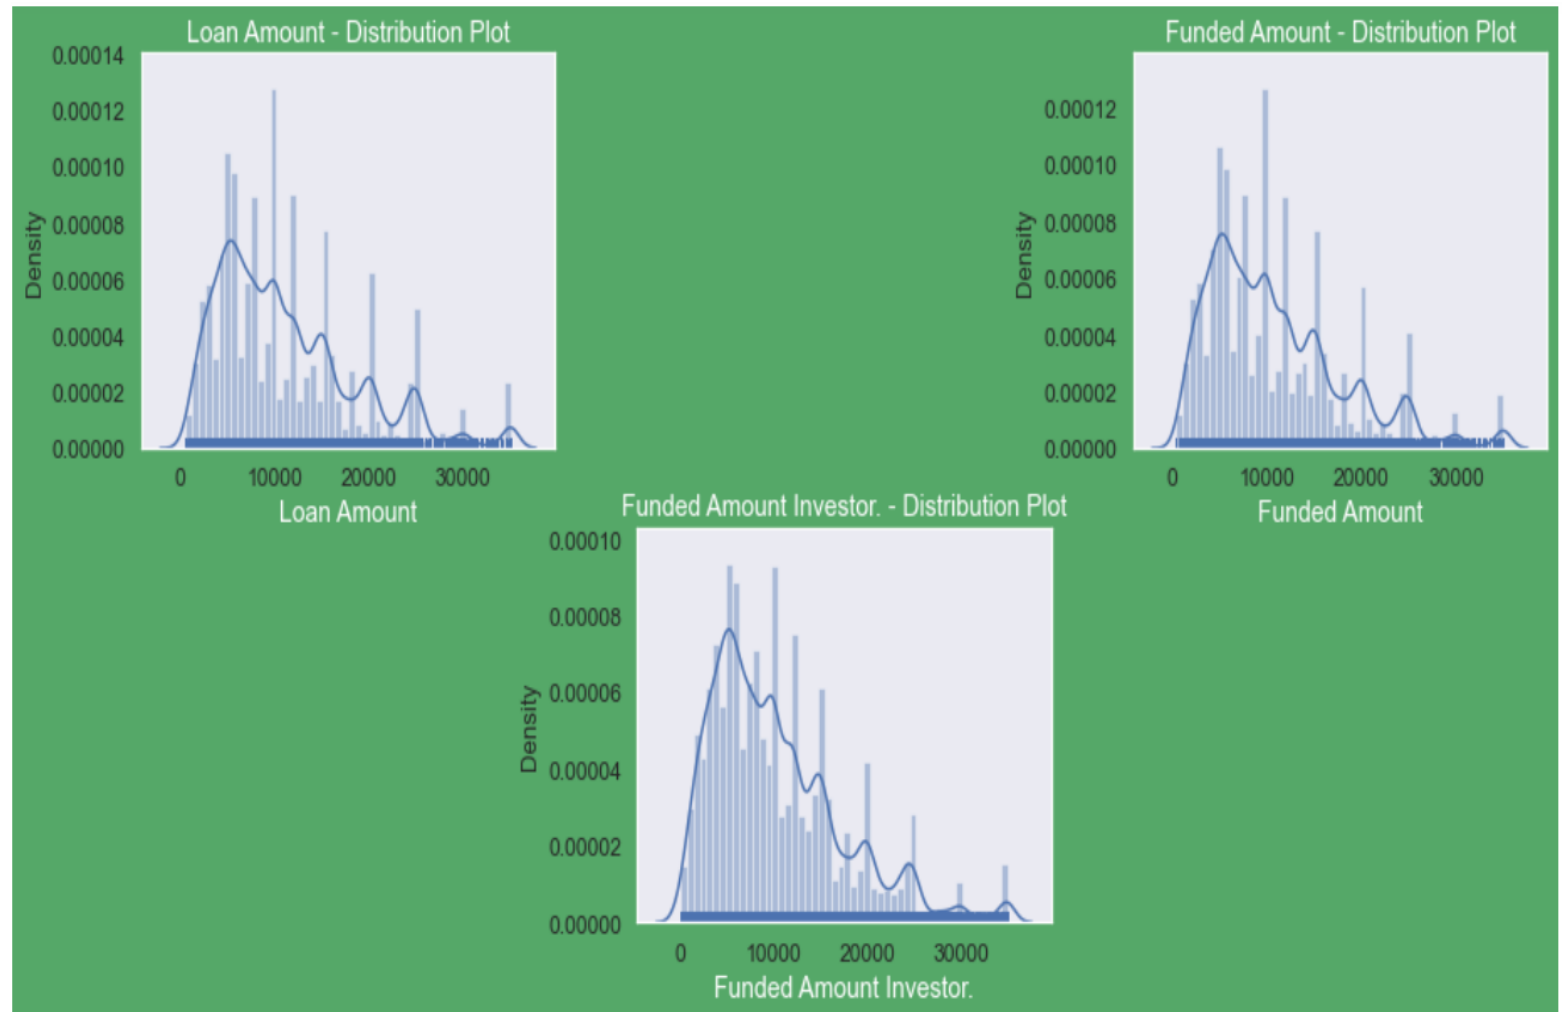 Loan Amount - Distribution Plot
0.00014
0.00012
0.00010
0.00008
0.00006
0.00004
0.00002
0.00000
Density
0 10000 20000 30000
Loan Amount
Funded Amount - Distribution Plot
0.00012
0.00010
0.00008
0.00006
0.00004
0.00002
0.00000
Density
0 10000 20000 30000
Funded Amount
Funded Amount Investor. - Distribution Plot
0.00010
0.00008
0.00006
0.00004
0.00002
0.00000
Density
0 10000 20000 30000
Funded Amount Investor.